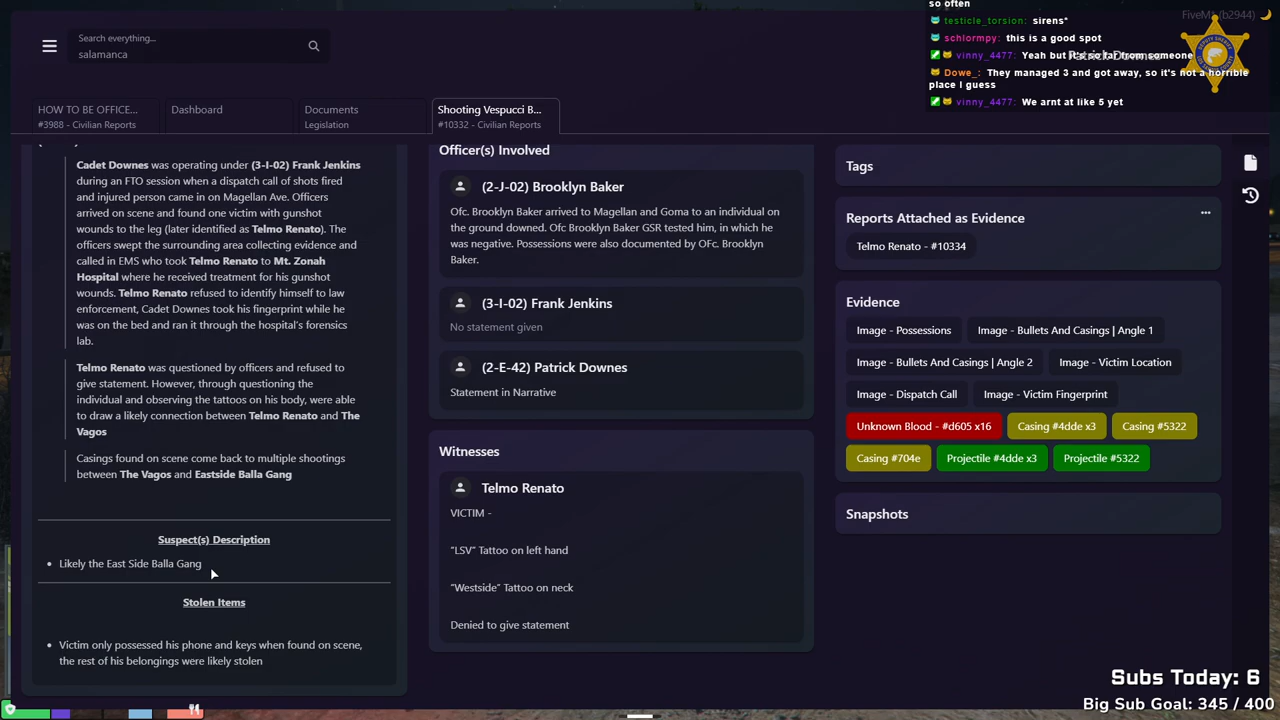 Search everything...
salamanca
so often
testicle_torsion: sirens*
schlormpy: this is a good spot
vinny_4477: Yeah but
someone
Dowe_: They managed 3 and got away, so it's not a horrible
place I guess
vinny_4477: We arnt at like 5 yet
HOW TO BE OFFICE...
#3988 - Civilian Reports
Dashboard
Documents
Legislation
Shooting Vespucci B...
#10332 - Civilian Reports
Cadet Downes was operating under (3-I-02) Frank Jenkins
during an FTO session when a dispatch call of shots fired
and injured person came in on Magellan Ave. Officers
arrived on scene and found one victim with gunshot
wounds to the leg (later identified as Telmo Renato). The
officers swept the surrounding area collecting evidence and
called in EMS who took Telmo Renato to Mt. Zonah
Hospital where he received treatment for his gunshot
wounds. Telmo Renato refused to identify himself to law
enforcement, Cadet Downes took his fingerprint while he
was on the bed and ran it through the hospital's forensics
lab.
Telmo Renato was questioned by officers and refused to
give statement. However, through questioning the
individual and observing the tattoos on his body, were able
to draw a likely connection between Telmo Renato and The
Vagos
Casings found on scene come back to multiple shootings
between The Vagos and Eastside Balla Gang
Suspect(s) Description
Likely the East Side Balla Gang
Stolen Items
Victim only possessed his phone and keys when found on scene,
the rest of his belongings were likely stolen
Officer(s) Involved
(2-J-02) Brooklyn Baker
Ofc. Brooklyn Baker arrived to Magellan and Goma to an individual on
the ground downed. Ofc Brooklyn Baker GSR tested him, in which he
was negative. Possessions were also documented by OFc. Brooklyn
Baker.
(3-I-02) Frank Jenkins
No statement given
(2-E-42) Patrick Downes
Statement in Narrative
Witnesses
Telmo Renato
VICTIM -
"LSV" Tattoo on left hand
"Westside" Tattoo on neck
Denied to give statement
Tags
Reports Attached as Evidence
Telmo Renato - #10334
Evidence
Image - Possessions
Image - Bullets And Casings | Angle 1
Image - Bullets And Casings | Angle 2
Image - Victim Location
Image - Dispatch Call
Image - Victim Fingerprint
Unknown Blood - #d605 x16
Casing #4dde x3
Casing #5322
Casing #704e
Projectile #4dde x3
Projectile #5322
Snapshots
Subs Today: 6
Big Sub Goal: 345 / 400